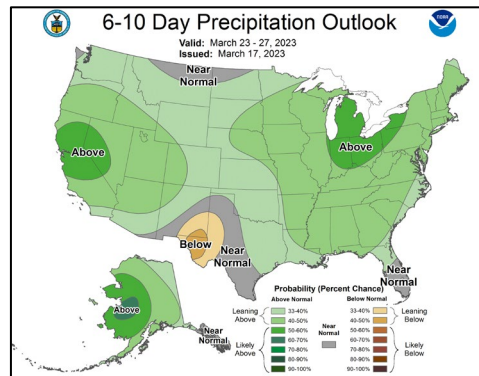 6-10 Day Precipitation Outlook
Valid: March 23 - 27, 2023
Issued: March 17, 2023
Near
Normal
Above
Above
Below
Near
Normal
Near
Normal
Above
Near
Normal
Probability (Percent Chance)
Above Normal
Below Normal
Leaning
Above
33-40%
40-50%
Near
Normal
33-40%
40-50%
Leaning
Below
Likely
Above
50-60%
60-70%
70-80%
80-90%
90-100%
50-60%
60-70%
70-80%
80-90%
90-100%
Likely
Below